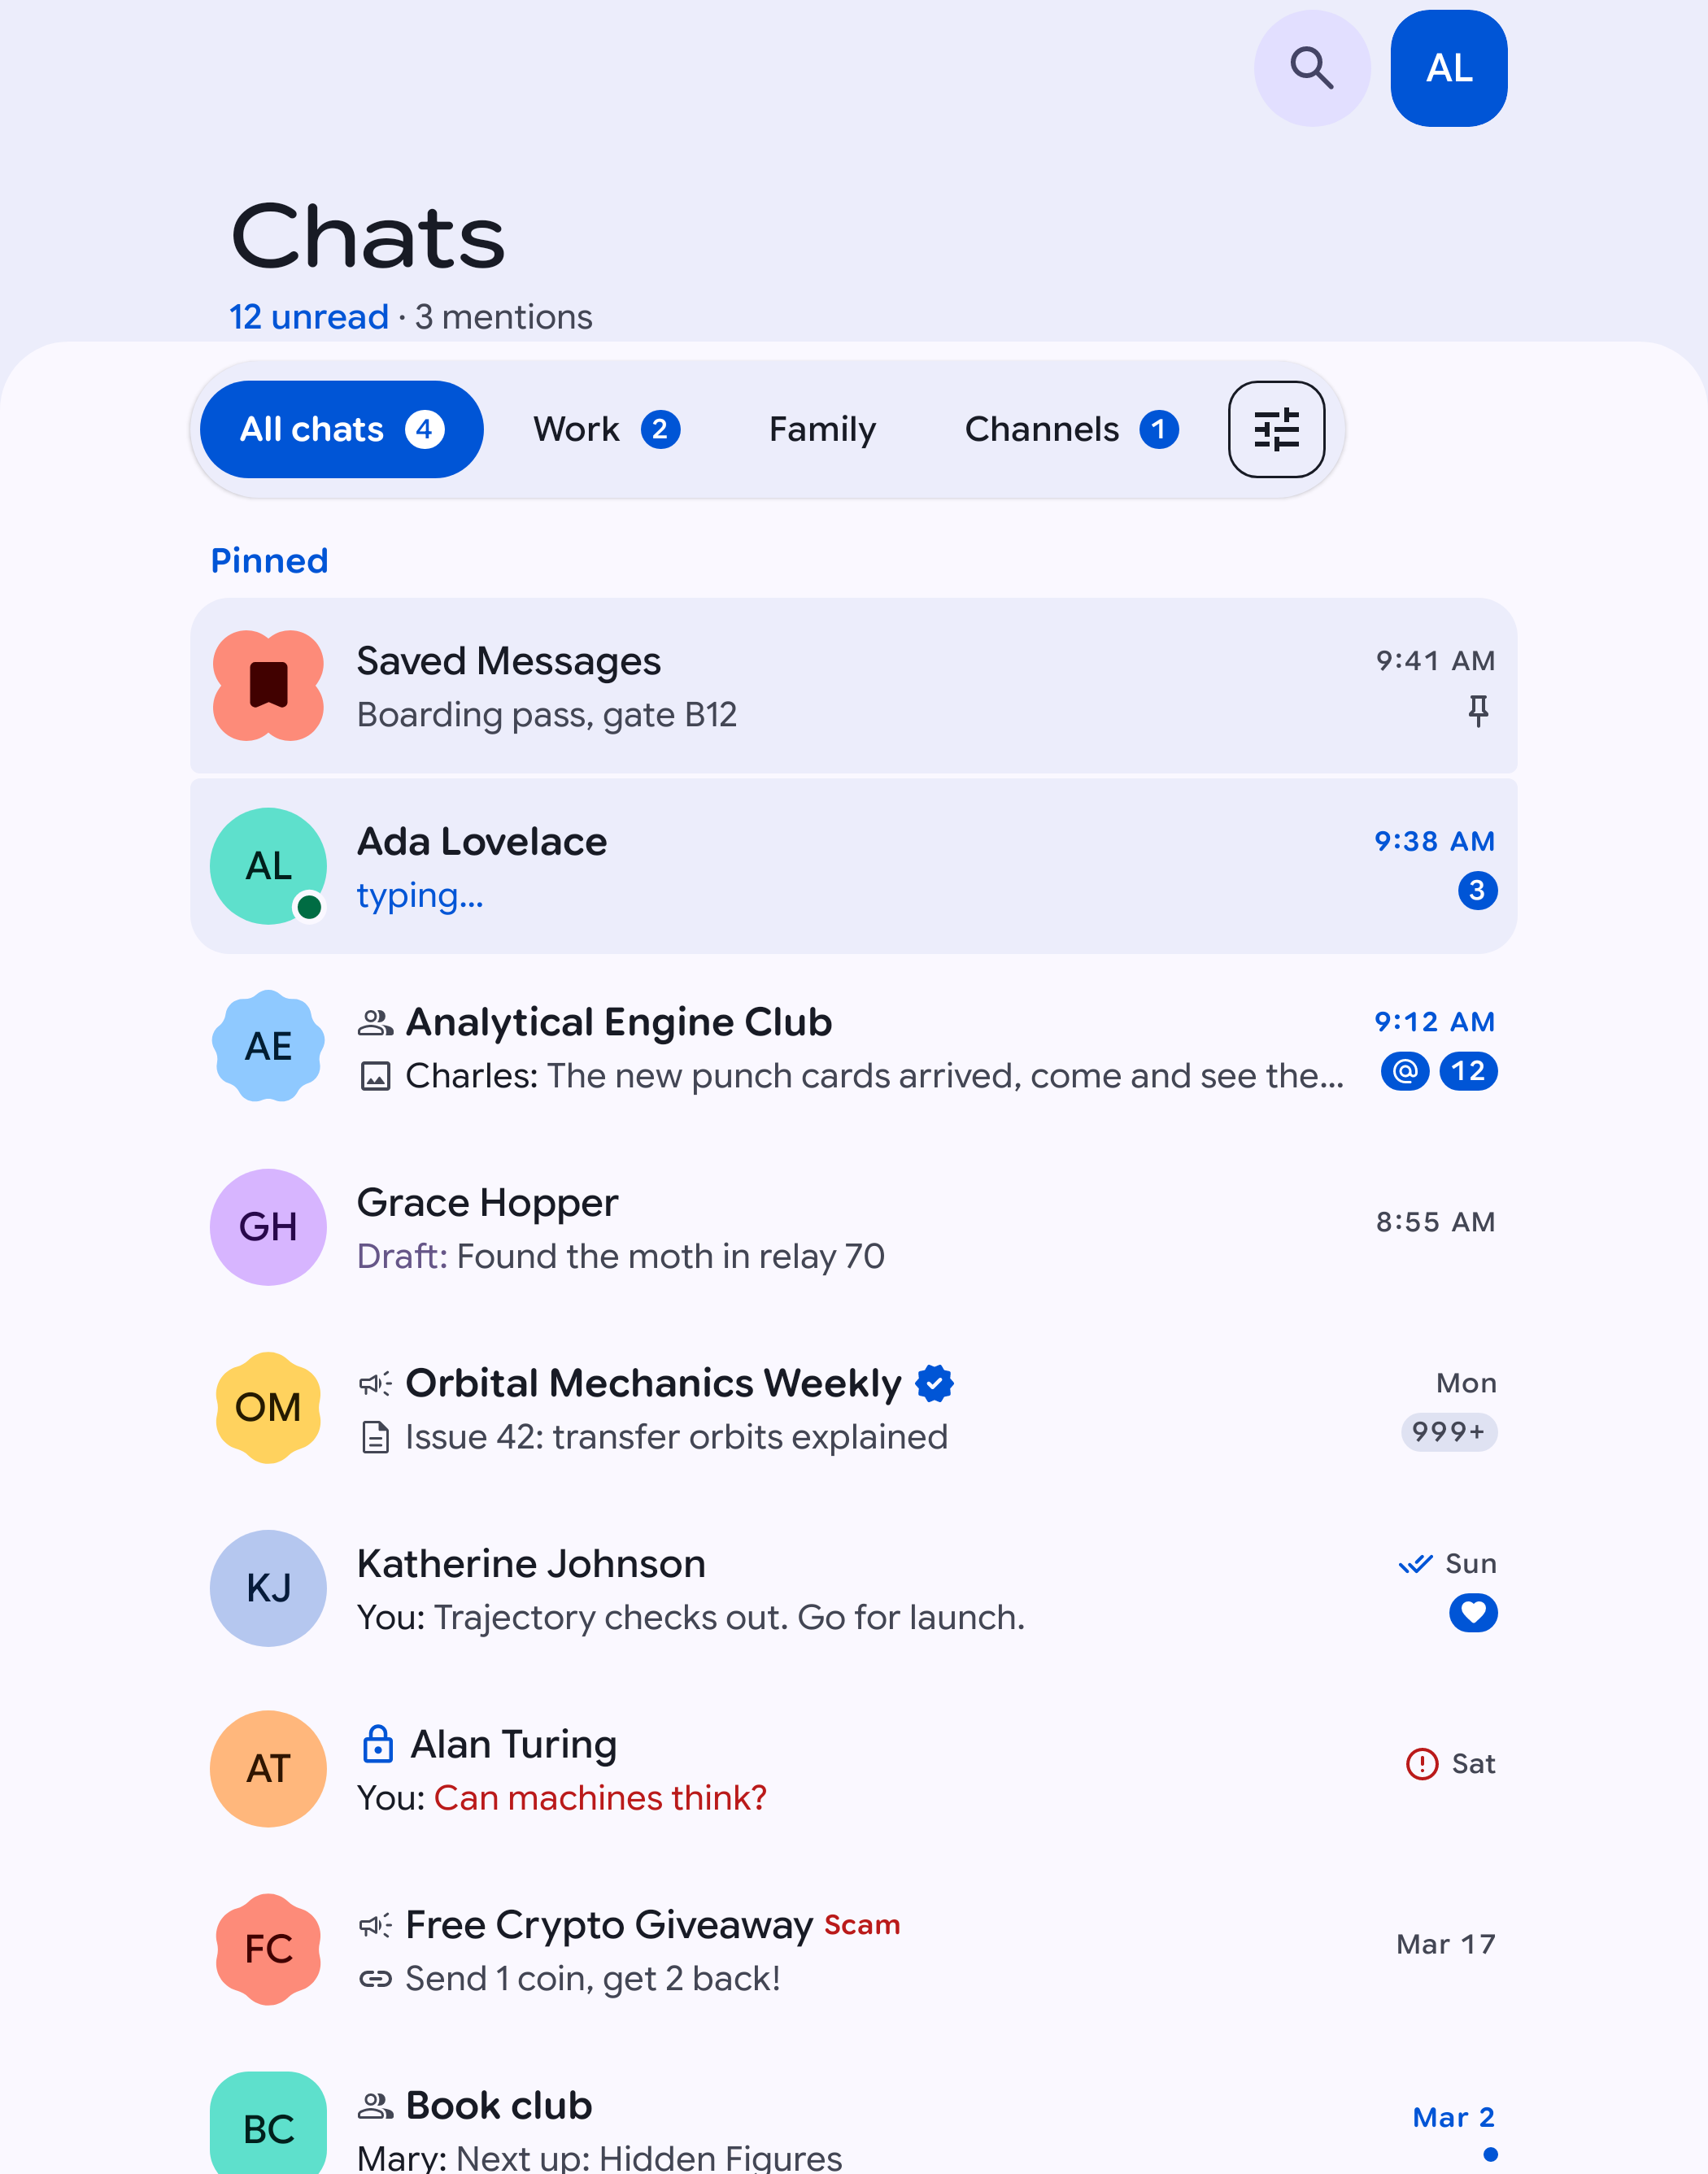 AL
Chats
12 unread · 3 mentions
All chats 4 Work 2 Family Channels 1
Pinned
Saved Messages 9:41 AM
Boarding pass, gate B12
AL
Ada Lovelace 9:38 AM
typing... 3
AE
Analytical Engine Club 9:12 AM
Charles: The new punch cards arrived, come and see the... @ 12
GH
Grace Hopper 8:55 AM
Draft: Found the moth in relay 70
OM
Orbital Mechanics Weekly Mon
Issue 42: transfer orbits explained 999+
KJ
Katherine Johnson Sun
You: Trajectory checks out. Go for launch.
AT
Alan Turing Sat
You: Can machines think?
FC
Free Crypto Giveaway Scam Mar 17
Send 1 coin, get 2 back!
BC
Book club Mar 2
Mary: Next up: Hidden Figures